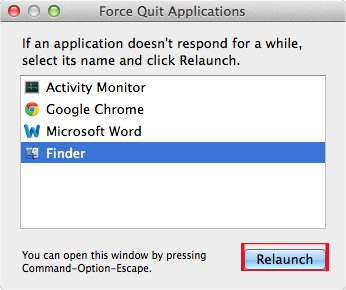 Force Quit Applications
If an application doesn't respond for a while,
select its name and click Relaunch.
Activity Monitor
Google Chrome
Microsoft Word
Finder
You can open this window by pressing
Command-Option-Escape.
Relaunch